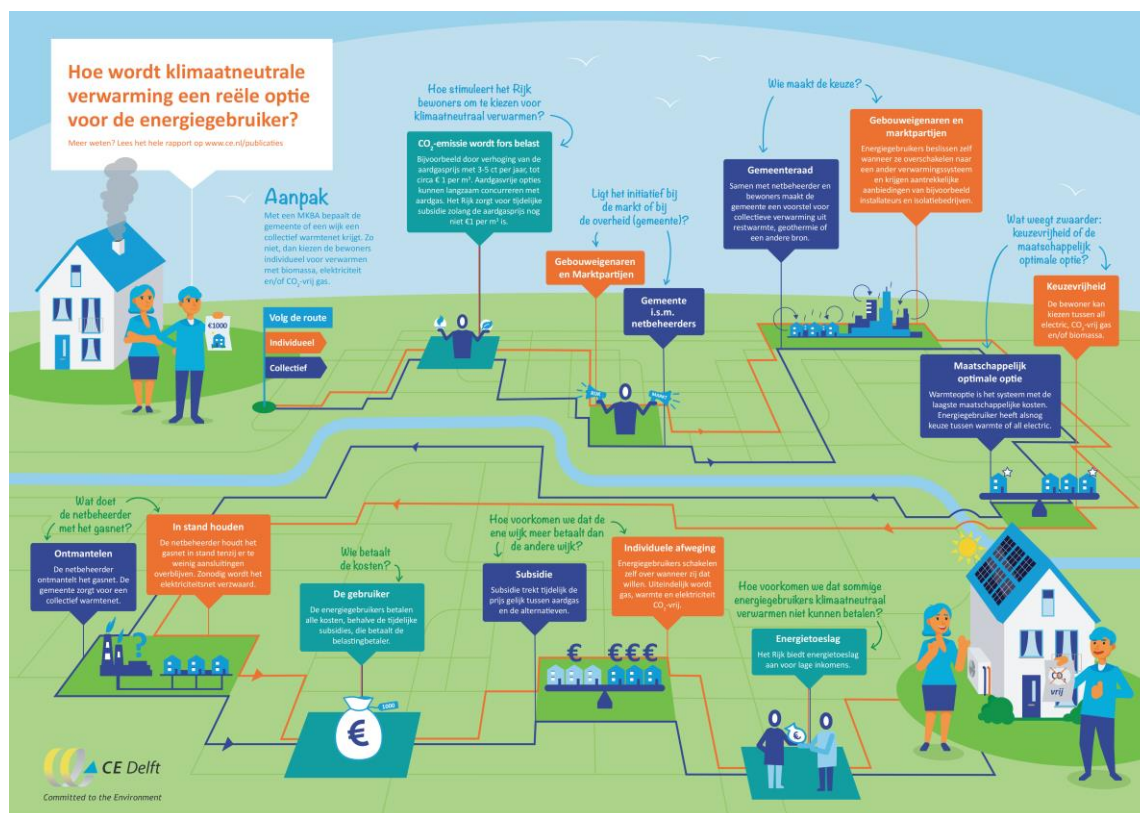 Hoe wordt klimaatneutrale
verwarming een reële optie
voor de energiegebruiker?
Meer weten? Lees het hele rapport op www.ce.nl/publicaties
Aanpak
Met een MKBA bepaalt de
gemeente of een wijk een
collectief warmtenet krijgt. Zo
niet, dan kiezen de bewoners
individueel voor verwarmen
met biomassa, elektriciteit
en/of CO₂-vrij gas.
€1000
Volg de route
Individueel
Collectief
Hoe stimuleert het Rijk
bewoners om te kiezen voor
klimaatneutraal verwarmen?
CO₂-emissie wordt fors belast
Bijvoorbeeld door verhoging van de
aardgasprijs met 3-5 ct per jaar, tot
circa € 1 per m³. Aardgasvrije opties
kunnen langzaam concurreren met
aardgas. Het Rijk zorgt voor tijdelijke
subsidie zolang de aardgasprijs nog
niet €1 per m³ is.
Ligt het initiatief bij
de markt of bij
de overheid (gemeente)?
Gebouweigenaren
en Marktpartijen
Gemeente
i.s.m.
netbeheerders
MARKT
Wie maakt de keuze?
Gemeenteraad
Samen met netbeheerder en
bewoners maakt de
gemeente een voorstel voor
collectieve verwarming uit
restwarmte, geothermie of
een andere bron.
Gebouweigenaren en
marktpartijen
Energiegebruikers beslissen zelf
wanneer ze overschakelen naar
een ander verwarmingssysteem
en krijgen aantrekkelijke
aanbiedingen van bijvoorbeeld
installateurs en isolatiebedrijven.
Wat weegt zwaarder:
keuzevrijheid of de
maatschappelijk
optimale optie?
Keuzevrijheid
De bewoner kan
kiezen tussen all
electric, CO₂-vrij gas
en/of biomassa.
Maatschappelijk
optimale optie
Warmteoptie is het systeem met de
laagste maatschappelijke kosten.
Energiegebruiker heeft alsnog
keuze tussen warmte of all electric.
Wat doet
de netbeheerder
met het gasnet?
Ontmantelen
De netbeheerder
ontmantelt het gasnet. De
gemeente zorgt voor een
collectief warmtenet.
In stand houden
De netbeheerder houdt het
gasnet in stand tenzij er te
weinig aansluitingen
overblijven. Zonodig wordt het
elektriciteitsnet verzwaard.
??
Wie betaalt
de kosten?
De gebruiker
De energiegebruikers betalen
alle kosten, behalve de tijdelijke
subsidies, die betaalt de
belastingbetaler.
€
1000
Hoe voorkomen we dat de
ene wijk meer betaalt dan
de andere wijk?
Subsidie
Subsidie trekt tijdelijk de
prijs gelijk tussen aardgas
en de alternatieven.
Individuele afweging
Energiegebruikers schakelen
zelf over wanneer zij dat
willen. Uiteindelijk wordt
gas, warmte en elektriciteit
CO₂-vrij.
€ €€€
Hoe voorkomen we dat sommige
energiegebruikers klimaatneutraal
verwarmen niet kunnen betalen?
Energietoeslag
Het Rijk biedt energietoeslag
aan voor lage inkomens.
€
CO₂
vrij
CE Delft
Committed to the Environment